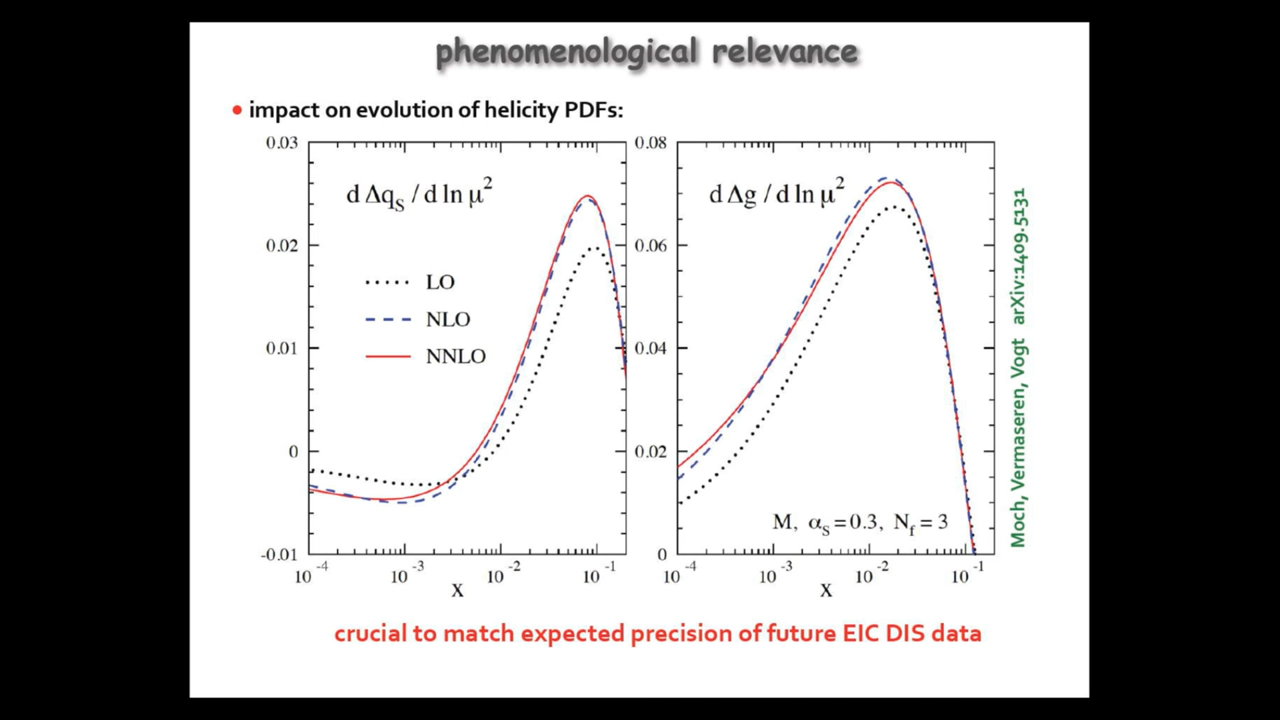 phenomenological relevance
• impact on evolution of helicity PDFs:
0.03
0.02
0.01
0
-0.01
d Δq_S / d ln μ²
LO
NLO
NNLO
10⁻⁴ 10⁻³ 10⁻² 10⁻¹
x
0.08
0.06
0.04
0.02
0
d Δg / d ln μ²
M, α_S = 0.3, N_f = 3
10⁻⁴ 10⁻³ 10⁻² 10⁻¹
x
Moch, Vermaseren, Vogt arXiv:1409.5131
crucial to match expected precision of future EIC DIS data